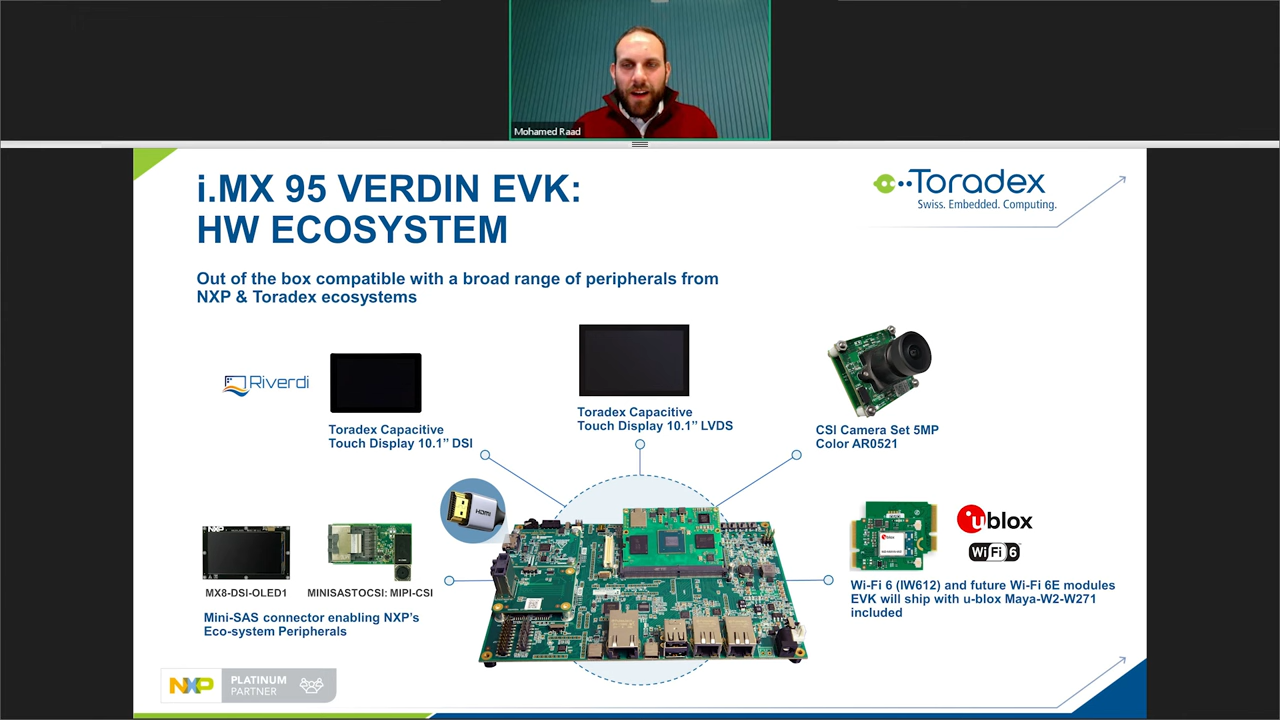 Mohamed Raad
i.MX 95 VERDIN EVK:
HW ECOSYSTEM
Toradex
Swiss. Embedded. Computing.
Out of the box compatible with a broad range of peripherals from
NXP & Toradex ecosystems
Riverdi
Toradex Capacitive
Touch Display 10.1” DSI
Toradex Capacitive
Touch Display 10.1” LVDS
CSI Camera Set 5MP
Color AR0521
HDMI
NXP
MX8-DSI-OLED1
MINISASTOCSI: MIPI-CSI
Mini-SAS connector enabling NXP’s
Eco-system Peripherals
ublox
Wi Fi 6
Wi-Fi 6 (IW612) and future Wi-Fi 6E modules
EVK will ship with u-blox Maya-W2-W271
included
NXP
PLATINUM
PARTNER